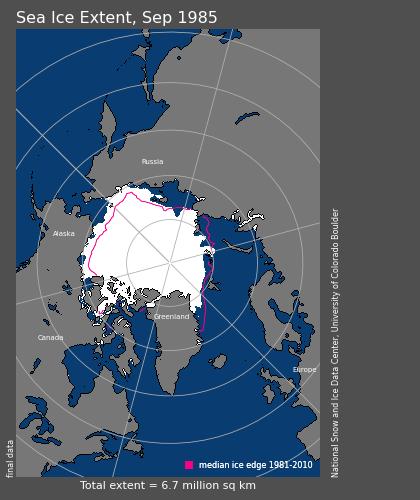 Sea Ice Extent, Sep 1985
Russia
Alaska
Greenland
Canada
Europe
median ice edge 1981-2010
Total extent = 6.7 million sq km
final data
National Snow and Ice Data Center, University of Colorado Boulder